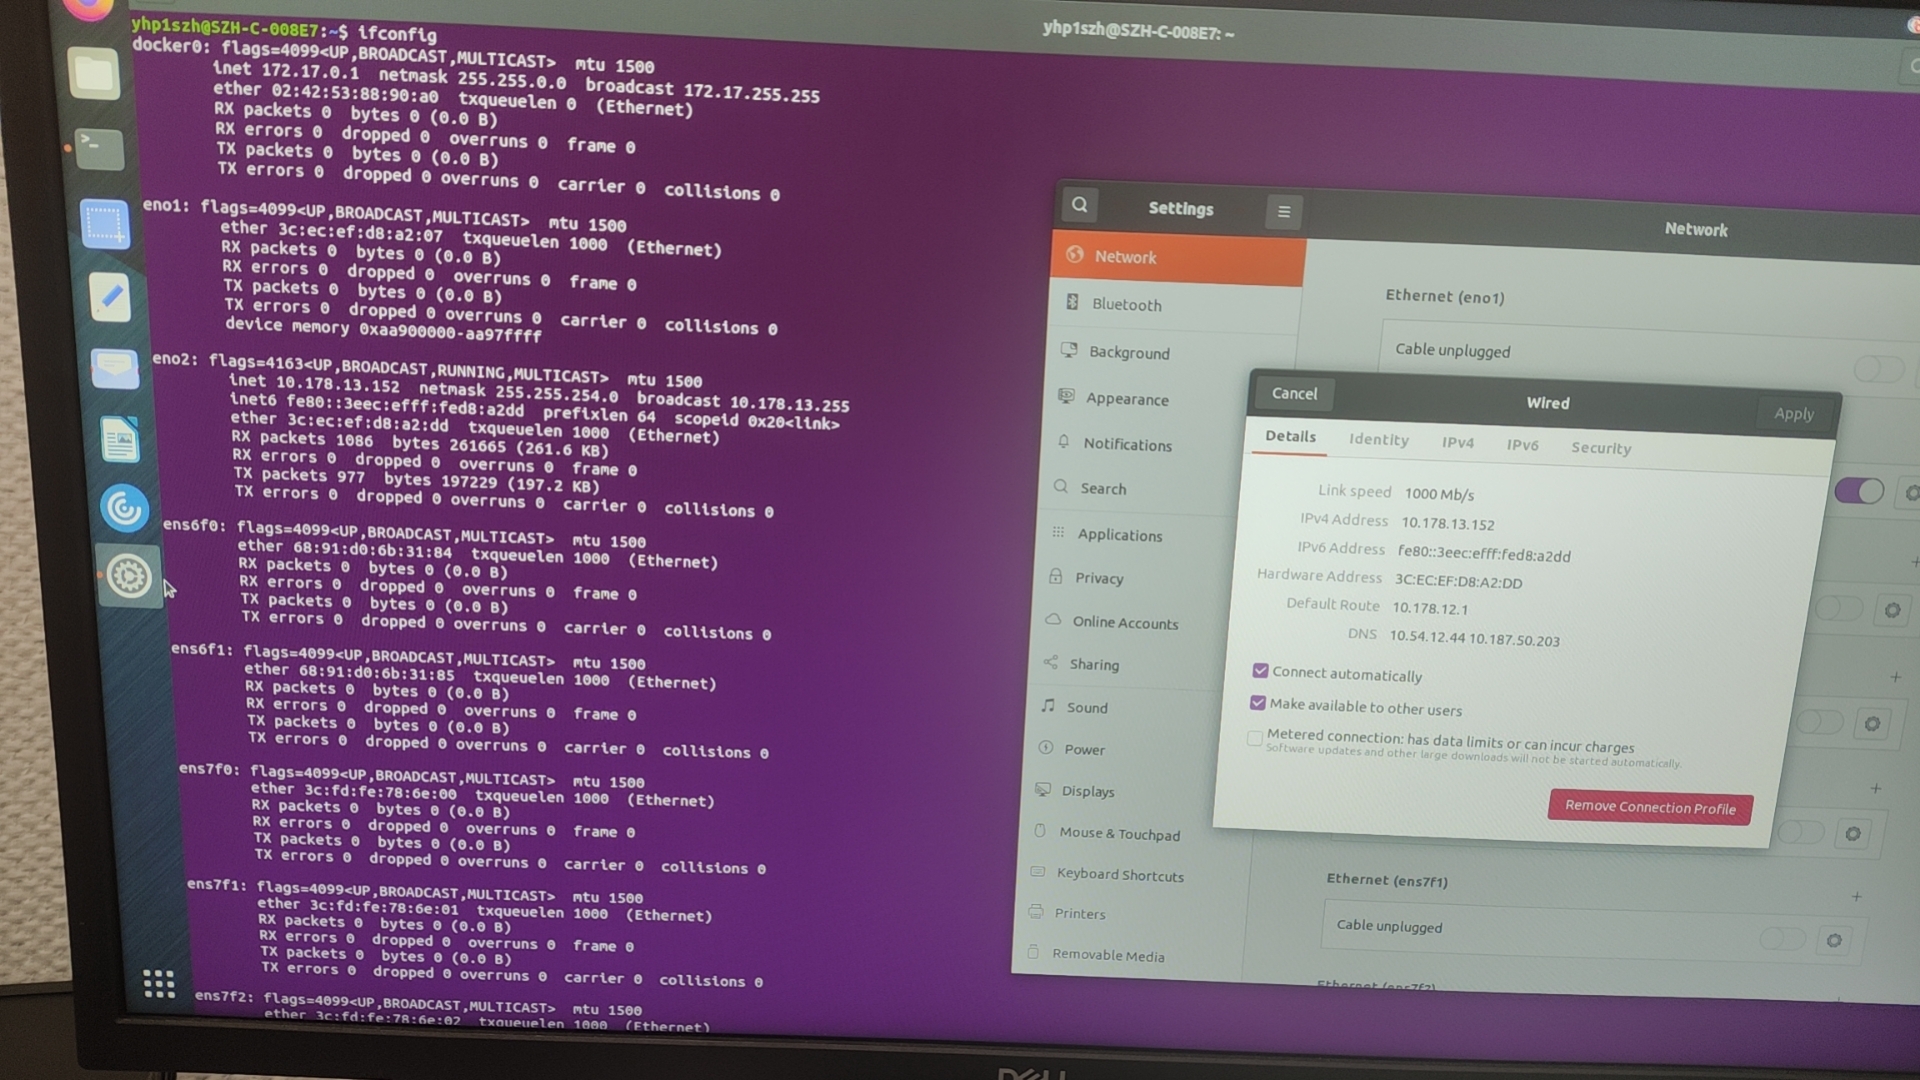 yhp1szh@SZH-C-008E7: ~
yhp1szh@SZH-C-008E7:~$ ifconfig
docker0: flags=4099<UP,BROADCAST,MULTICAST>  mtu 1500
inet 172.17.0.1  netmask 255.255.0.0  broadcast 172.17.255.255
ether 02:42:53:88:90:a0  txqueuelen 0  (Ethernet)
RX packets 0  bytes 0 (0.0 B)
RX errors 0  dropped 0  overruns 0  frame 0
TX packets 0  bytes 0 (0.0 B)
TX errors 0  dropped 0 overruns 0  carrier 0  collisions 0
eno1: flags=4099<UP,BROADCAST,MULTICAST>  mtu 1500
ether 3c:ec:ef:d8:a2:07  txqueuelen 1000  (Ethernet)
RX packets 0  bytes 0 (0.0 B)
RX errors 0  dropped 0  overruns 0  frame 0
TX packets 0  bytes 0 (0.0 B)
TX errors 0  dropped 0 overruns 0  carrier 0  collisions 0
device memory 0xaa900000-aa97ffff
eno2: flags=4163<UP,BROADCAST,RUNNING,MULTICAST>  mtu 1500
inet 10.178.13.152  netmask 255.255.254.0  broadcast 10.178.13.255
inet6 fe80::3eec:efff:fed8:a2dd  prefixlen 64  scopeid 0x20<link>
ether 3c:ec:ef:d8:a2:dd  txqueuelen 1000  (Ethernet)
RX packets 1086  bytes 261665 (261.6 KB)
RX errors 0  dropped 0  overruns 0  frame 0
TX packets 977  bytes 197229 (197.2 KB)
TX errors 0  dropped 0 overruns 0  carrier 0  collisions 0
ens6f0: flags=4099<UP,BROADCAST,MULTICAST>  mtu 1500
ether 68:91:d0:6b:31:84  txqueuelen 1000  (Ethernet)
RX packets 0  bytes 0 (0.0 B)
RX errors 0  dropped 0  overruns 0  frame 0
TX packets 0  bytes 0 (0.0 B)
TX errors 0  dropped 0 overruns 0  carrier 0  collisions 0
ens6f1: flags=4099<UP,BROADCAST,MULTICAST>  mtu 1500
ether 68:91:d0:6b:31:85  txqueuelen 1000  (Ethernet)
RX packets 0  bytes 0 (0.0 B)
RX errors 0  dropped 0  overruns 0  frame 0
TX packets 0  bytes 0 (0.0 B)
TX errors 0  dropped 0 overruns 0  carrier 0  collisions 0
ens7f0: flags=4099<UP,BROADCAST,MULTICAST>  mtu 1500
ether 3c:fd:fe:78:6e:00  txqueuelen 1000  (Ethernet)
RX packets 0  bytes 0 (0.0 B)
RX errors 0  dropped 0  overruns 0  frame 0
TX packets 0  bytes 0 (0.0 B)
TX errors 0  dropped 0 overruns 0  carrier 0  collisions 0
ens7f1: flags=4099<UP,BROADCAST,MULTICAST>  mtu 1500
ether 3c:fd:fe:78:6e:01  txqueuelen 1000  (Ethernet)
RX packets 0  bytes 0 (0.0 B)
RX errors 0  dropped 0  overruns 0  frame 0
TX packets 0  bytes 0 (0.0 B)
TX errors 0  dropped 0 overruns 0  carrier 0  collisions 0
ens7f2: flags=4099<UP,BROADCAST,MULTICAST>  mtu 1500
ether 3c:fd:fe:78:6e:02  txqueuelen 1000  (Ethernet)
Settings
Network
Network
Bluetooth
Background
Appearance
Notifications
Search
Applications
Privacy
Online Accounts
Sharing
Sound
Power
Displays
Mouse & Touchpad
Keyboard Shortcuts
Printers
Removable Media
Ethernet (eno1)
Cable unplugged
Cancel
Wired
Apply
Details
Identity
IPv4
IPv6
Security
Link speed 1000 Mb/s
IPv4 Address 10.178.13.152
IPv6 Address fe80::3eec:efff:fed8:a2dd
Hardware Address 3C:EC:EF:D8:A2:DD
Default Route 10.178.12.1
DNS 10.54.12.44 10.187.50.203
Connect automatically
Make available to other users
Metered connection: has data limits or can incur charges
Software updates and other large downloads will not be started automatically.
Remove Connection Profile
Ethernet (ens7f1)
Cable unplugged
Ethernet (ens7f2)
DELL